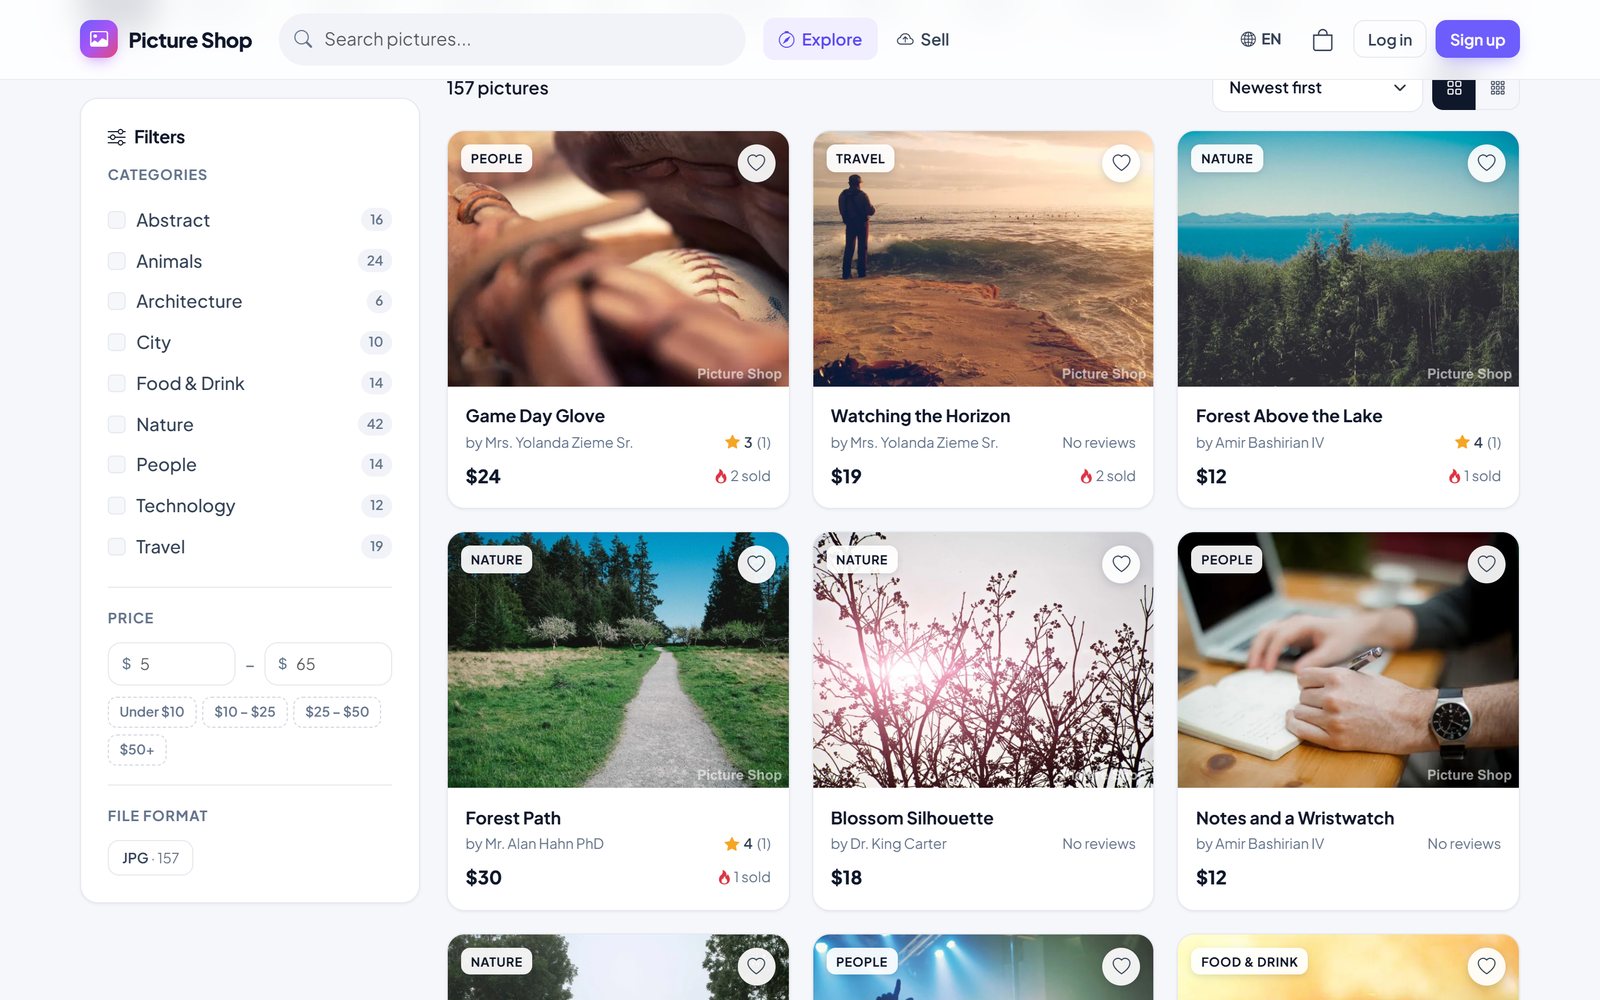 Picture Shop
Search pictures...
Explore
Sell
EN
Log in
Sign up
157 pictures
Newest first
Filters
CATEGORIES
Abstract 16
Animals 24
Architecture 6
City 10
Food & Drink 14
Nature 42
People 14
Technology 12
Travel 19
PRICE
$ 5 – $ 65
Under $10
$10 – $25
$25 – $50
$50+
FILE FORMAT
JPG · 157
PEOPLE
Picture Shop
Game Day Glove
by Mrs. Yolanda Zieme Sr. 3 (1)
$24 2 sold
TRAVEL
Picture Shop
Watching the Horizon
by Mrs. Yolanda Zieme Sr. No reviews
$19 2 sold
NATURE
Picture Shop
Forest Above the Lake
by Amir Bashirian IV 4 (1)
$12 1 sold
NATURE
Picture Shop
Forest Path
by Mr. Alan Hahn PhD 4 (1)
$30 1 sold
NATURE
Picture Shop
Blossom Silhouette
by Dr. King Carter No reviews
$18
PEOPLE
Picture Shop
Notes and a Wristwatch
by Amir Bashirian IV No reviews
$12
NATURE
PEOPLE
FOOD & DRINK